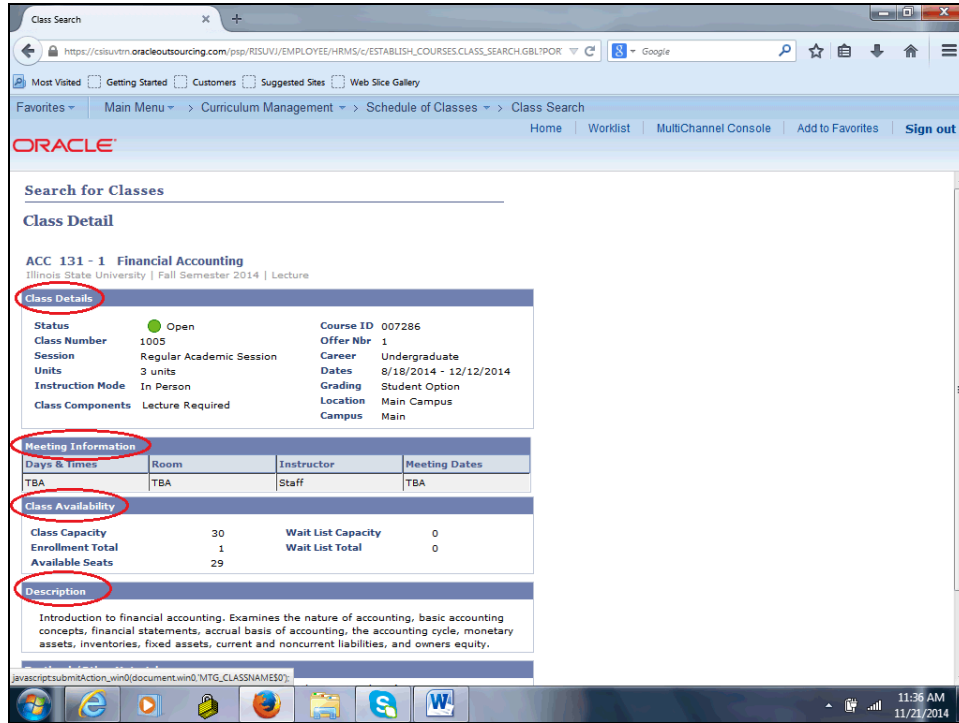 Class Search
https://csisuvtrn.oracleoutsourcing.com/psp/RISUVJ/EMPLOYEE/HRMS/c/ESTABLISH_COURSES.CLASS_SEARCH.GBL?POR
Google
Most Visited Getting Started Customers Suggested Sites Web Slice Gallery
Favorites Main Menu > Curriculum Management > Schedule of Classes > Class Search
Home Worklist MultiChannel Console Add to Favorites Sign out
ORACLE
Search for Classes
Class Detail
ACC 131 - 1 Financial Accounting
Illinois State University | Fall Semester 2014 | Lecture
Class Details
Status Open Course ID 007286
Class Number 1005 Offer Nbr 1
Session Regular Academic Session Career Undergraduate
Units 3 units Dates 8/18/2014 - 12/12/2014
Instruction Mode In Person Grading Student Option
Class Components Lecture Required Location Main Campus
Campus Main
Meeting Information
Days & Times Room Instructor Meeting Dates
TBA TBA Staff TBA
Class Availability
Class Capacity 30 Wait List Capacity 0
Enrollment Total 1 Wait List Total 0
Available Seats 29
Description
Introduction to financial accounting. Examines the nature of accounting, basic accounting
concepts, financial statements, accrual basis of accounting, the accounting cycle, monetary
assets, inventories, fixed assets, current and noncurrent liabilities, and owners equity.
javascript:submitAction_win0(document.win0,'MTG_CLASSNAME$0');
11:36 AM
11/21/2014